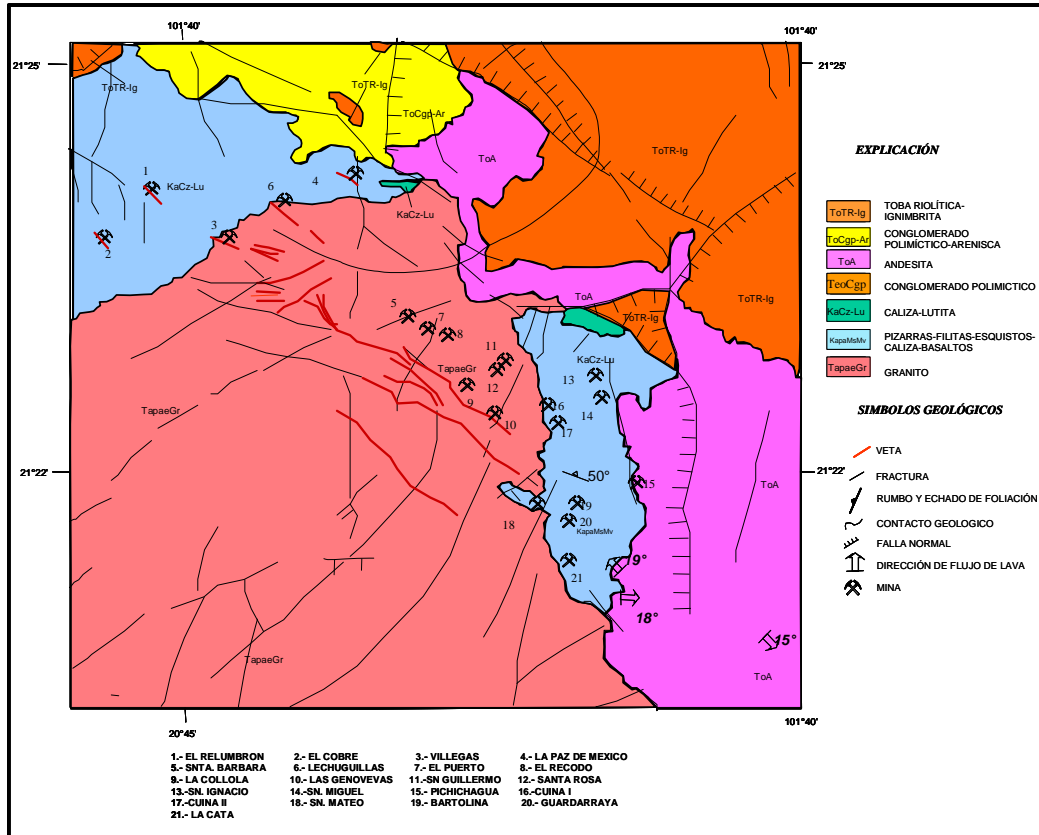 101°40'
101°40'
21°25'
21°25'
ToTR-Ig
ToTR-Ig
ToCgp-Ar
ToA
ToTR-Ig
1
KaCz-Lu
6
4
KaCz-Lu
2
3
ToA
ToTR-Ig
ToTR-Ig
5
7
8
11
TapaeGr
12
9
10
KaCz-Lu
13
14
16
17
TapaeGr
21°22'
21°22'
50°
15
ToA
18
19
20
KapaMsMv
21
19°
18°
15°
TapaeGr
ToA
20°45'
101°40'
EXPLICACIÓN
ToTR-Ig TOBA RIOLÍTICA-
IGNIMBRITA
ToCgp-Ar CONGLOMERADO
POLIMÍCTICO-ARENISCA
ToA ANDESITA
TeoCgp CONGLOMERADO POLIMICTICO
KaCz-Lu CALIZA-LUTITA
KapaMsMv PIZARRAS-FILITAS-ESQUISTOS-
CALIZA-BASALTOS
TapaeGr GRANITO
SIMBOLOS GEOLÓGICOS
VETA
FRACTURA
RUMBO Y ECHADO DE FOLIACIÓN
CONTACTO GEOLOGICO
FALLA NORMAL
DIRECCIÓN DE FLUJO DE LAVA
MINA
1.- EL RELUMBRON 2.- EL COBRE 3.- VILLEGAS 4.- LA PAZ DE MEXICO
5.- SNTA. BARBARA 6.- LECHUGUILLAS 7.- EL PUERTO 8.- EL RECODO
9.- LA COLLOLA 10.- LAS GENOVEVAS 11.-SN GUILLERMO 12.- SANTA ROSA
13.-SN. IGNACIO 14.-SN. MIGUEL 15.- PICHICHAGUA 16.-CUINA I
17.-CUINA II 18.- SN. MATEO 19.- BARTOLINA 20.- GUARDARRAYA
21.- LA CATA